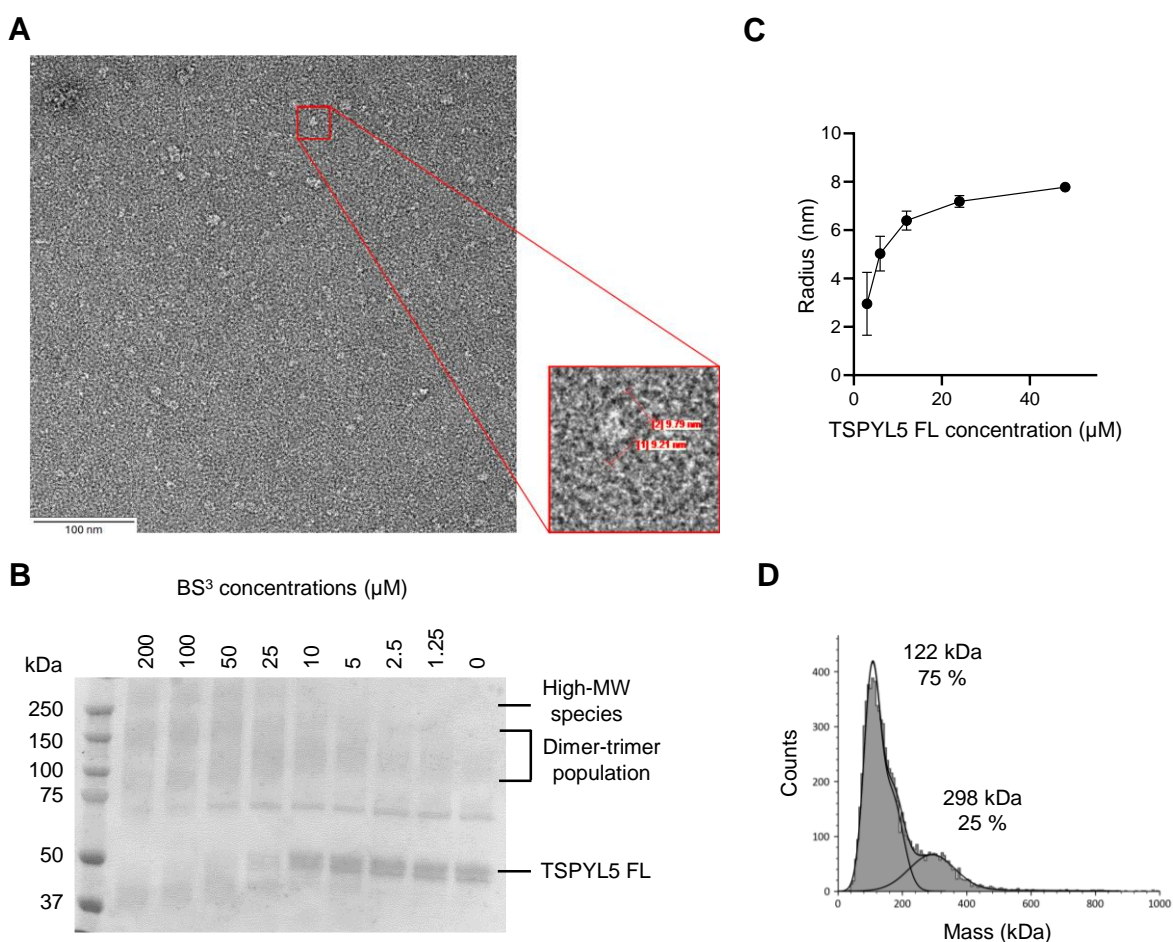 A
100 nm
[2] 9.79 nm
[1] 9.21 nm
B
BS³ concentrations (µM)
200 100 50 25 10 5 2.5 1.25 0
kDa
250
150
100
75
50
37
High-MW
species
Dimer-trimer
population
TSPYL5 FL
C
Radius (nm)
10
8
6
4
2
0
0 20 40
TSPYL5 FL concentration (µM)
D
Counts
400
300
200
100
0
122 kDa
75 %
298 kDa
25 %
0 200 400 600 800 1000
Mass (kDa)